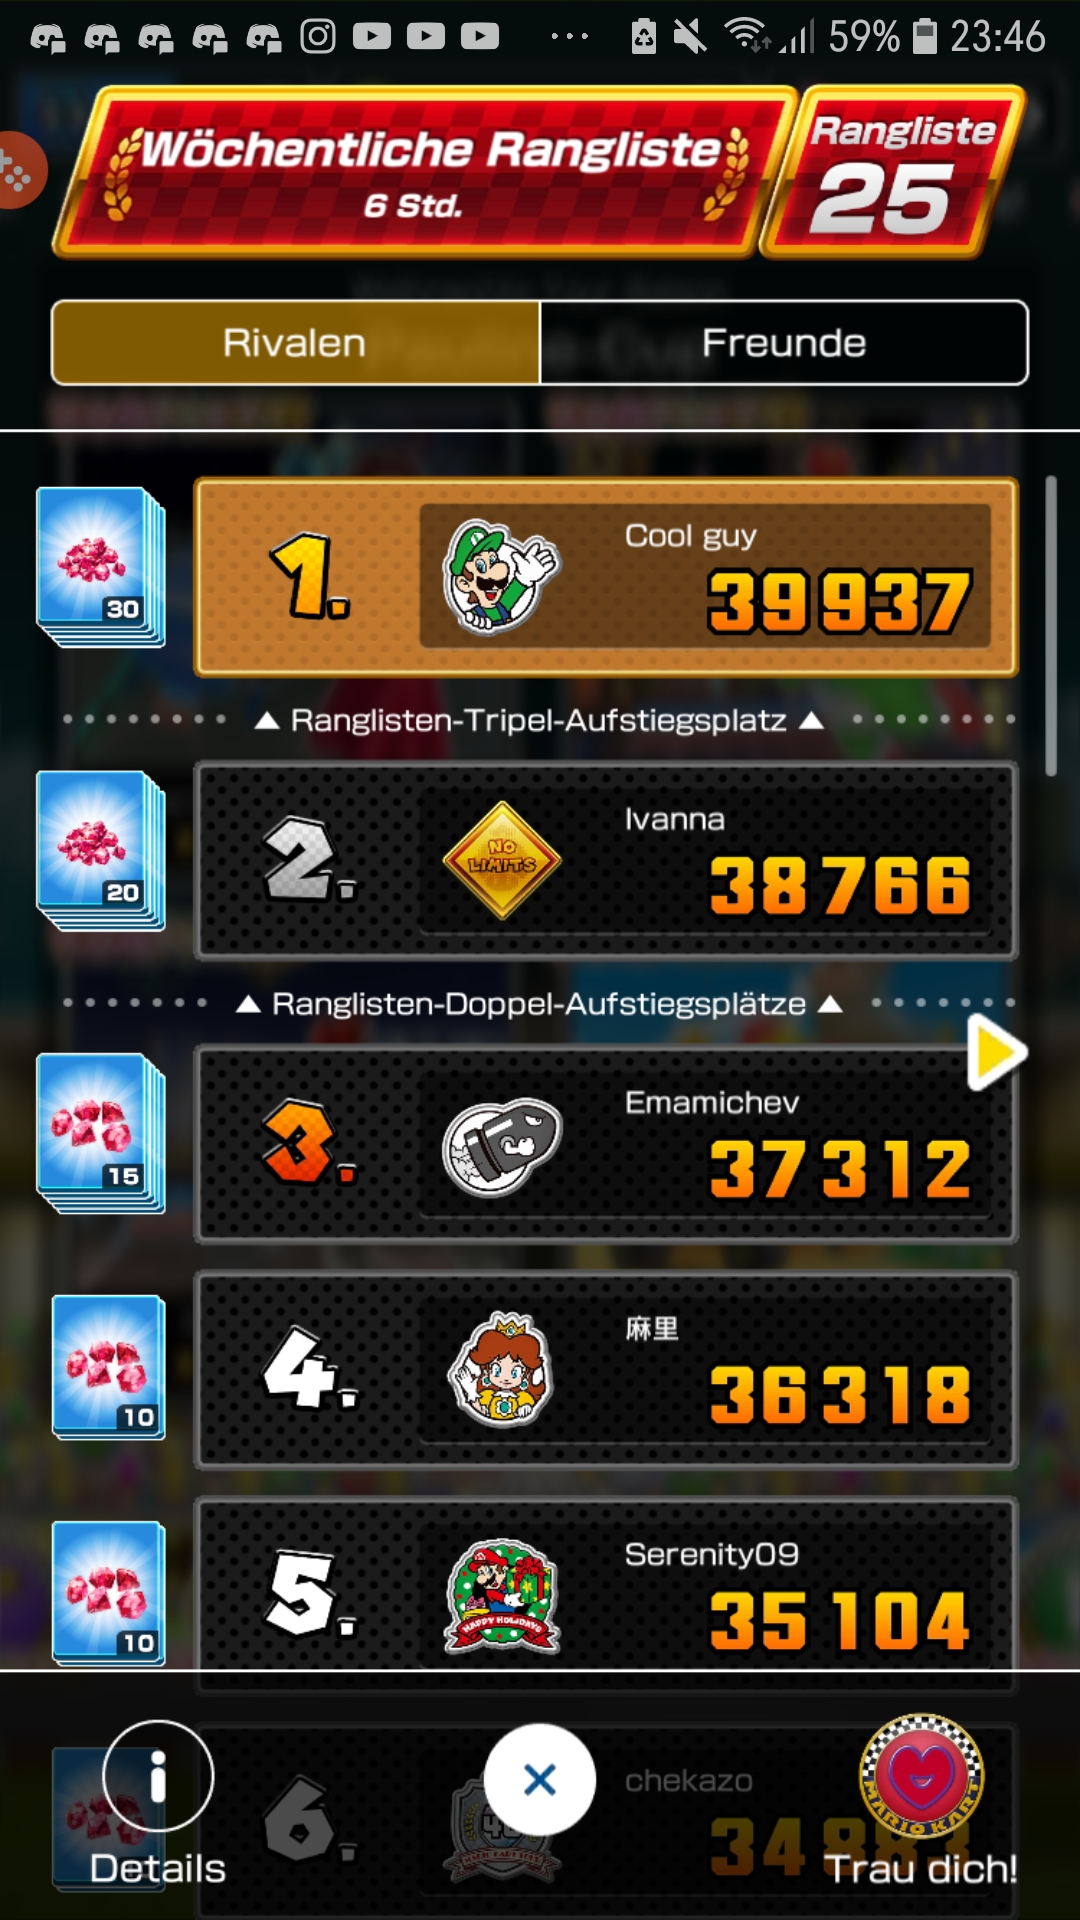 59% 23:46
Wöchentliche Rangliste
6 Std.
Rangliste
25
Rivalen
Freunde
30
1.
Cool guy
39937
▲ Ranglisten-Tripel-Aufstiegsplatz ▲
20
2.
NO LIMITS
Ivanna
38766
▲ Ranglisten-Doppel-Aufstiegsplätze ▲
15
3.
Emamichev
37312
10
4.
麻里
36318
10
5.
HAPPY HOLIDAYS
Serenity09
35104
6.
chekazo
MARIO KART
Details
Trau dich!